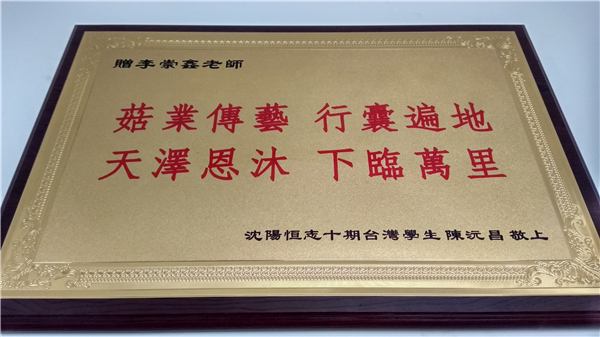 贈李崇鑫老師
菇業傳藝 行囊遍地
天澤恩沐 下臨萬里
沈陽恒志十期台灣學生 陳沅昌 敬上